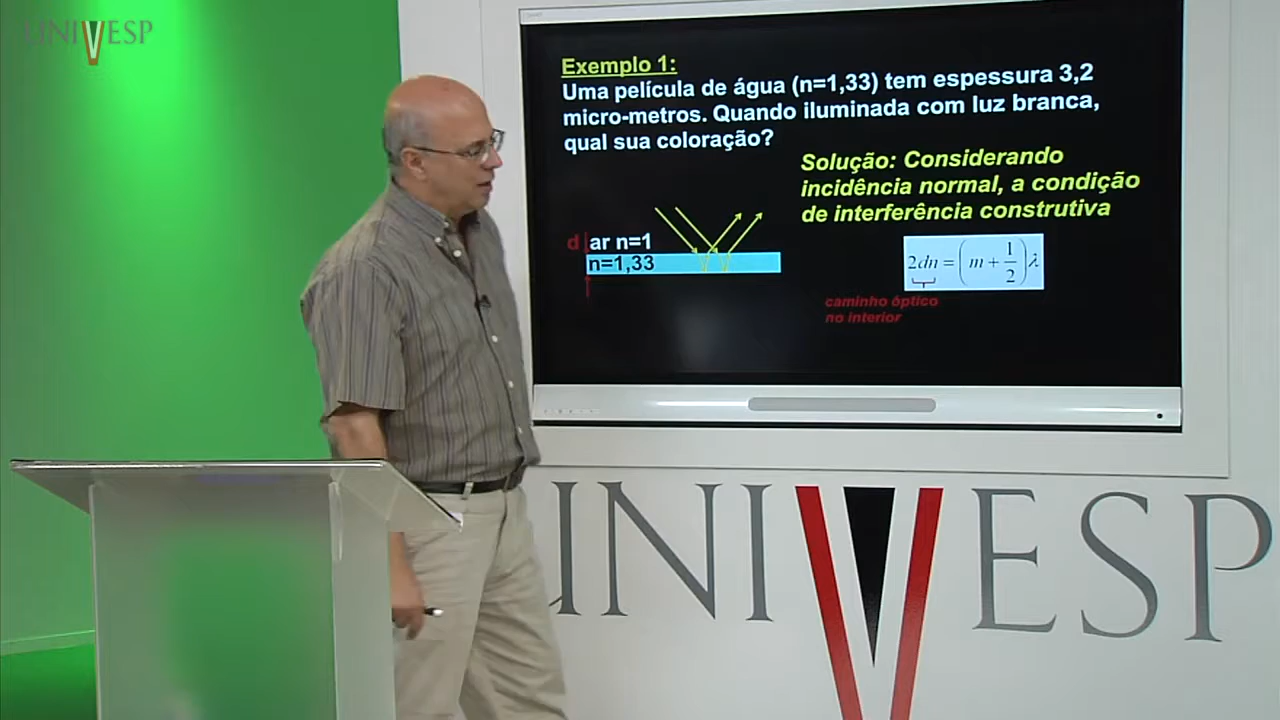 UNIVESP
Exemplo 1:
Uma película de água (n=1,33) tem espessura 3,2
micro-metros. Quando iluminada com luz branca,
qual sua coloração?
Solução: Considerando
incidência normal, a condição
de interferência construtiva
d ar n=1
n=1,33
2dn = (m + 1/2) λ
caminho óptico
no interior
UNIVESP